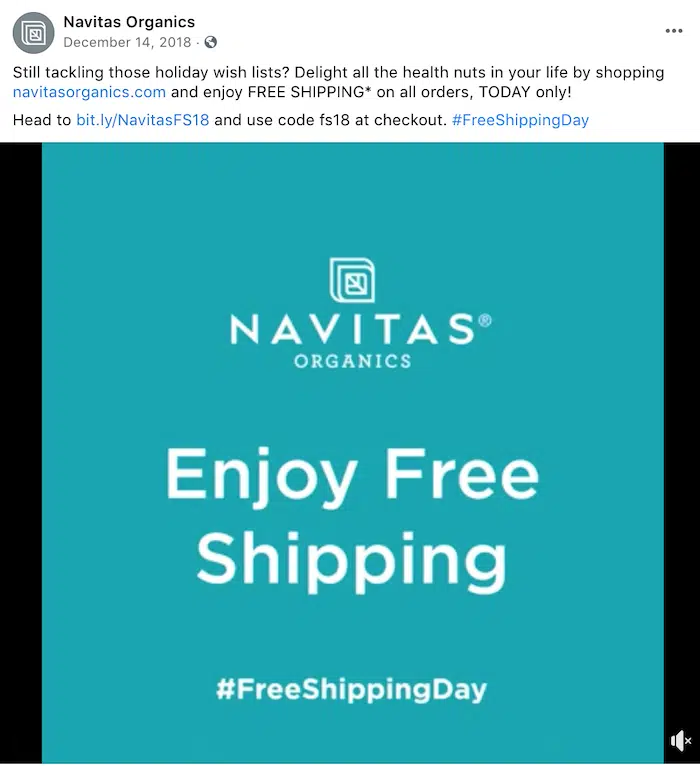 Navitas Organics
December 14, 2018 ·
Still tackling those holiday wish lists? Delight all the health nuts in your life by shopping
navitasorganics.com and enjoy FREE SHIPPING* on all orders, TODAY only!
Head to bit.ly/NavitasFS18 and use code fs18 at checkout. #FreeShippingDay
NAVITAS®
ORGANICS
Enjoy Free
Shipping
#FreeShippingDay